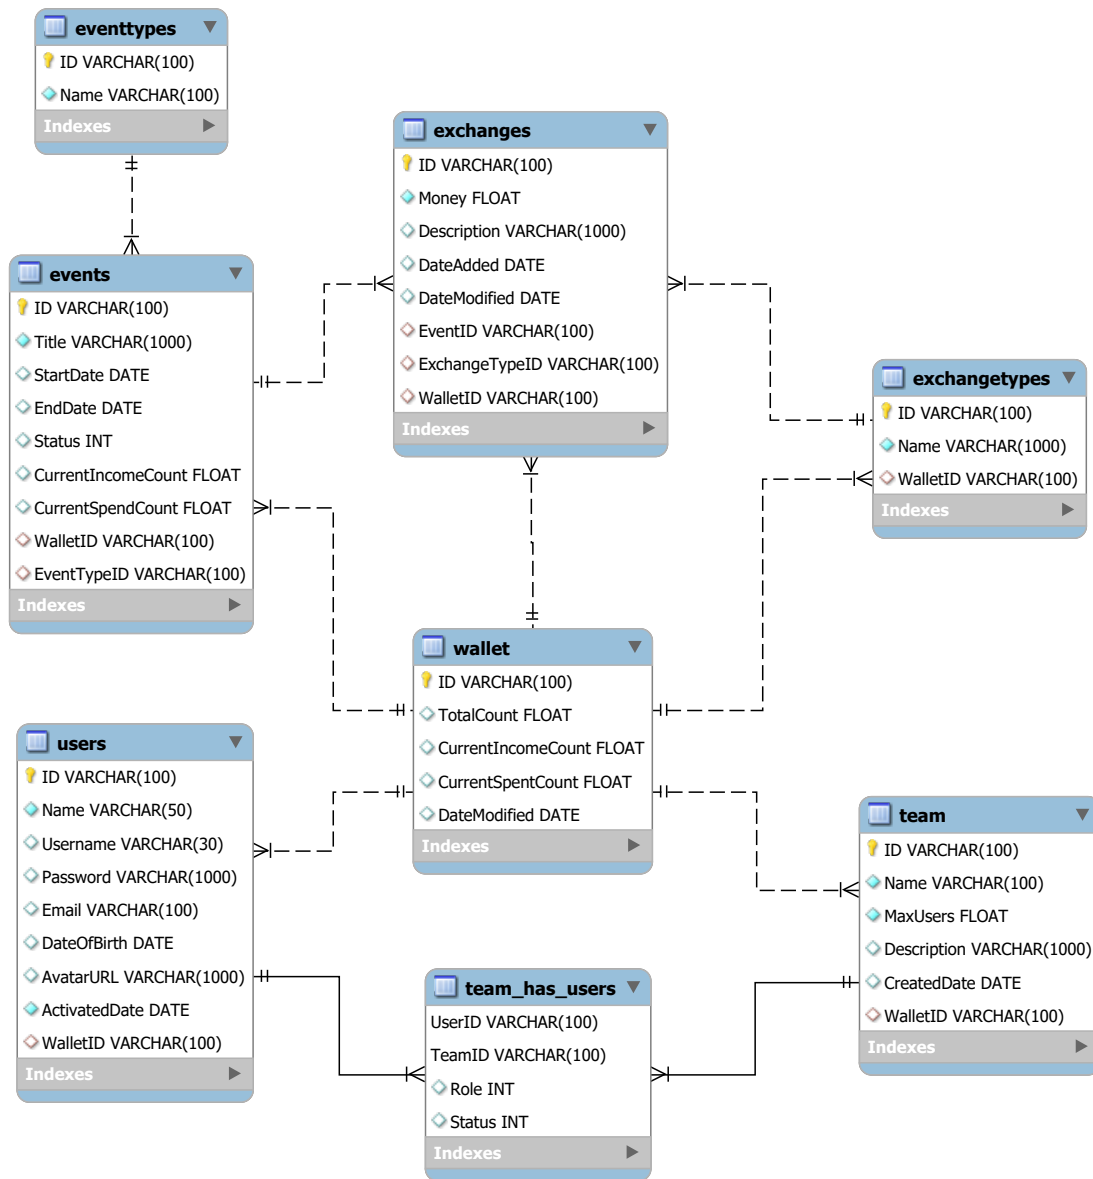 eventtypes
ID VARCHAR(100)
Name VARCHAR(100)
Indexes
exchanges
ID VARCHAR(100)
Money FLOAT
Description VARCHAR(1000)
DateAdded DATE
DateModified DATE
EventID VARCHAR(100)
ExchangeTypeID VARCHAR(100)
WalletID VARCHAR(100)
Indexes
events
ID VARCHAR(100)
Title VARCHAR(1000)
StartDate DATE
EndDate DATE
Status INT
CurrentIncomeCount FLOAT
CurrentSpendCount FLOAT
WalletID VARCHAR(100)
EventTypeID VARCHAR(100)
Indexes
exchangetypes
ID VARCHAR(100)
Name VARCHAR(1000)
WalletID VARCHAR(100)
Indexes
wallet
ID VARCHAR(100)
TotalCount FLOAT
CurrentIncomeCount FLOAT
CurrentSpentCount FLOAT
DateModified DATE
Indexes
users
ID VARCHAR(100)
Name VARCHAR(50)
Username VARCHAR(30)
Password VARCHAR(1000)
Email VARCHAR(100)
DateOfBirth DATE
AvatarURL VARCHAR(1000)
ActivatedDate DATE
WalletID VARCHAR(100)
Indexes
team
ID VARCHAR(100)
Name VARCHAR(100)
MaxUsers FLOAT
Description VARCHAR(1000)
CreatedDate DATE
WalletID VARCHAR(100)
Indexes
team_has_users
UserID VARCHAR(100)
TeamID VARCHAR(100)
Role INT
Status INT
Indexes